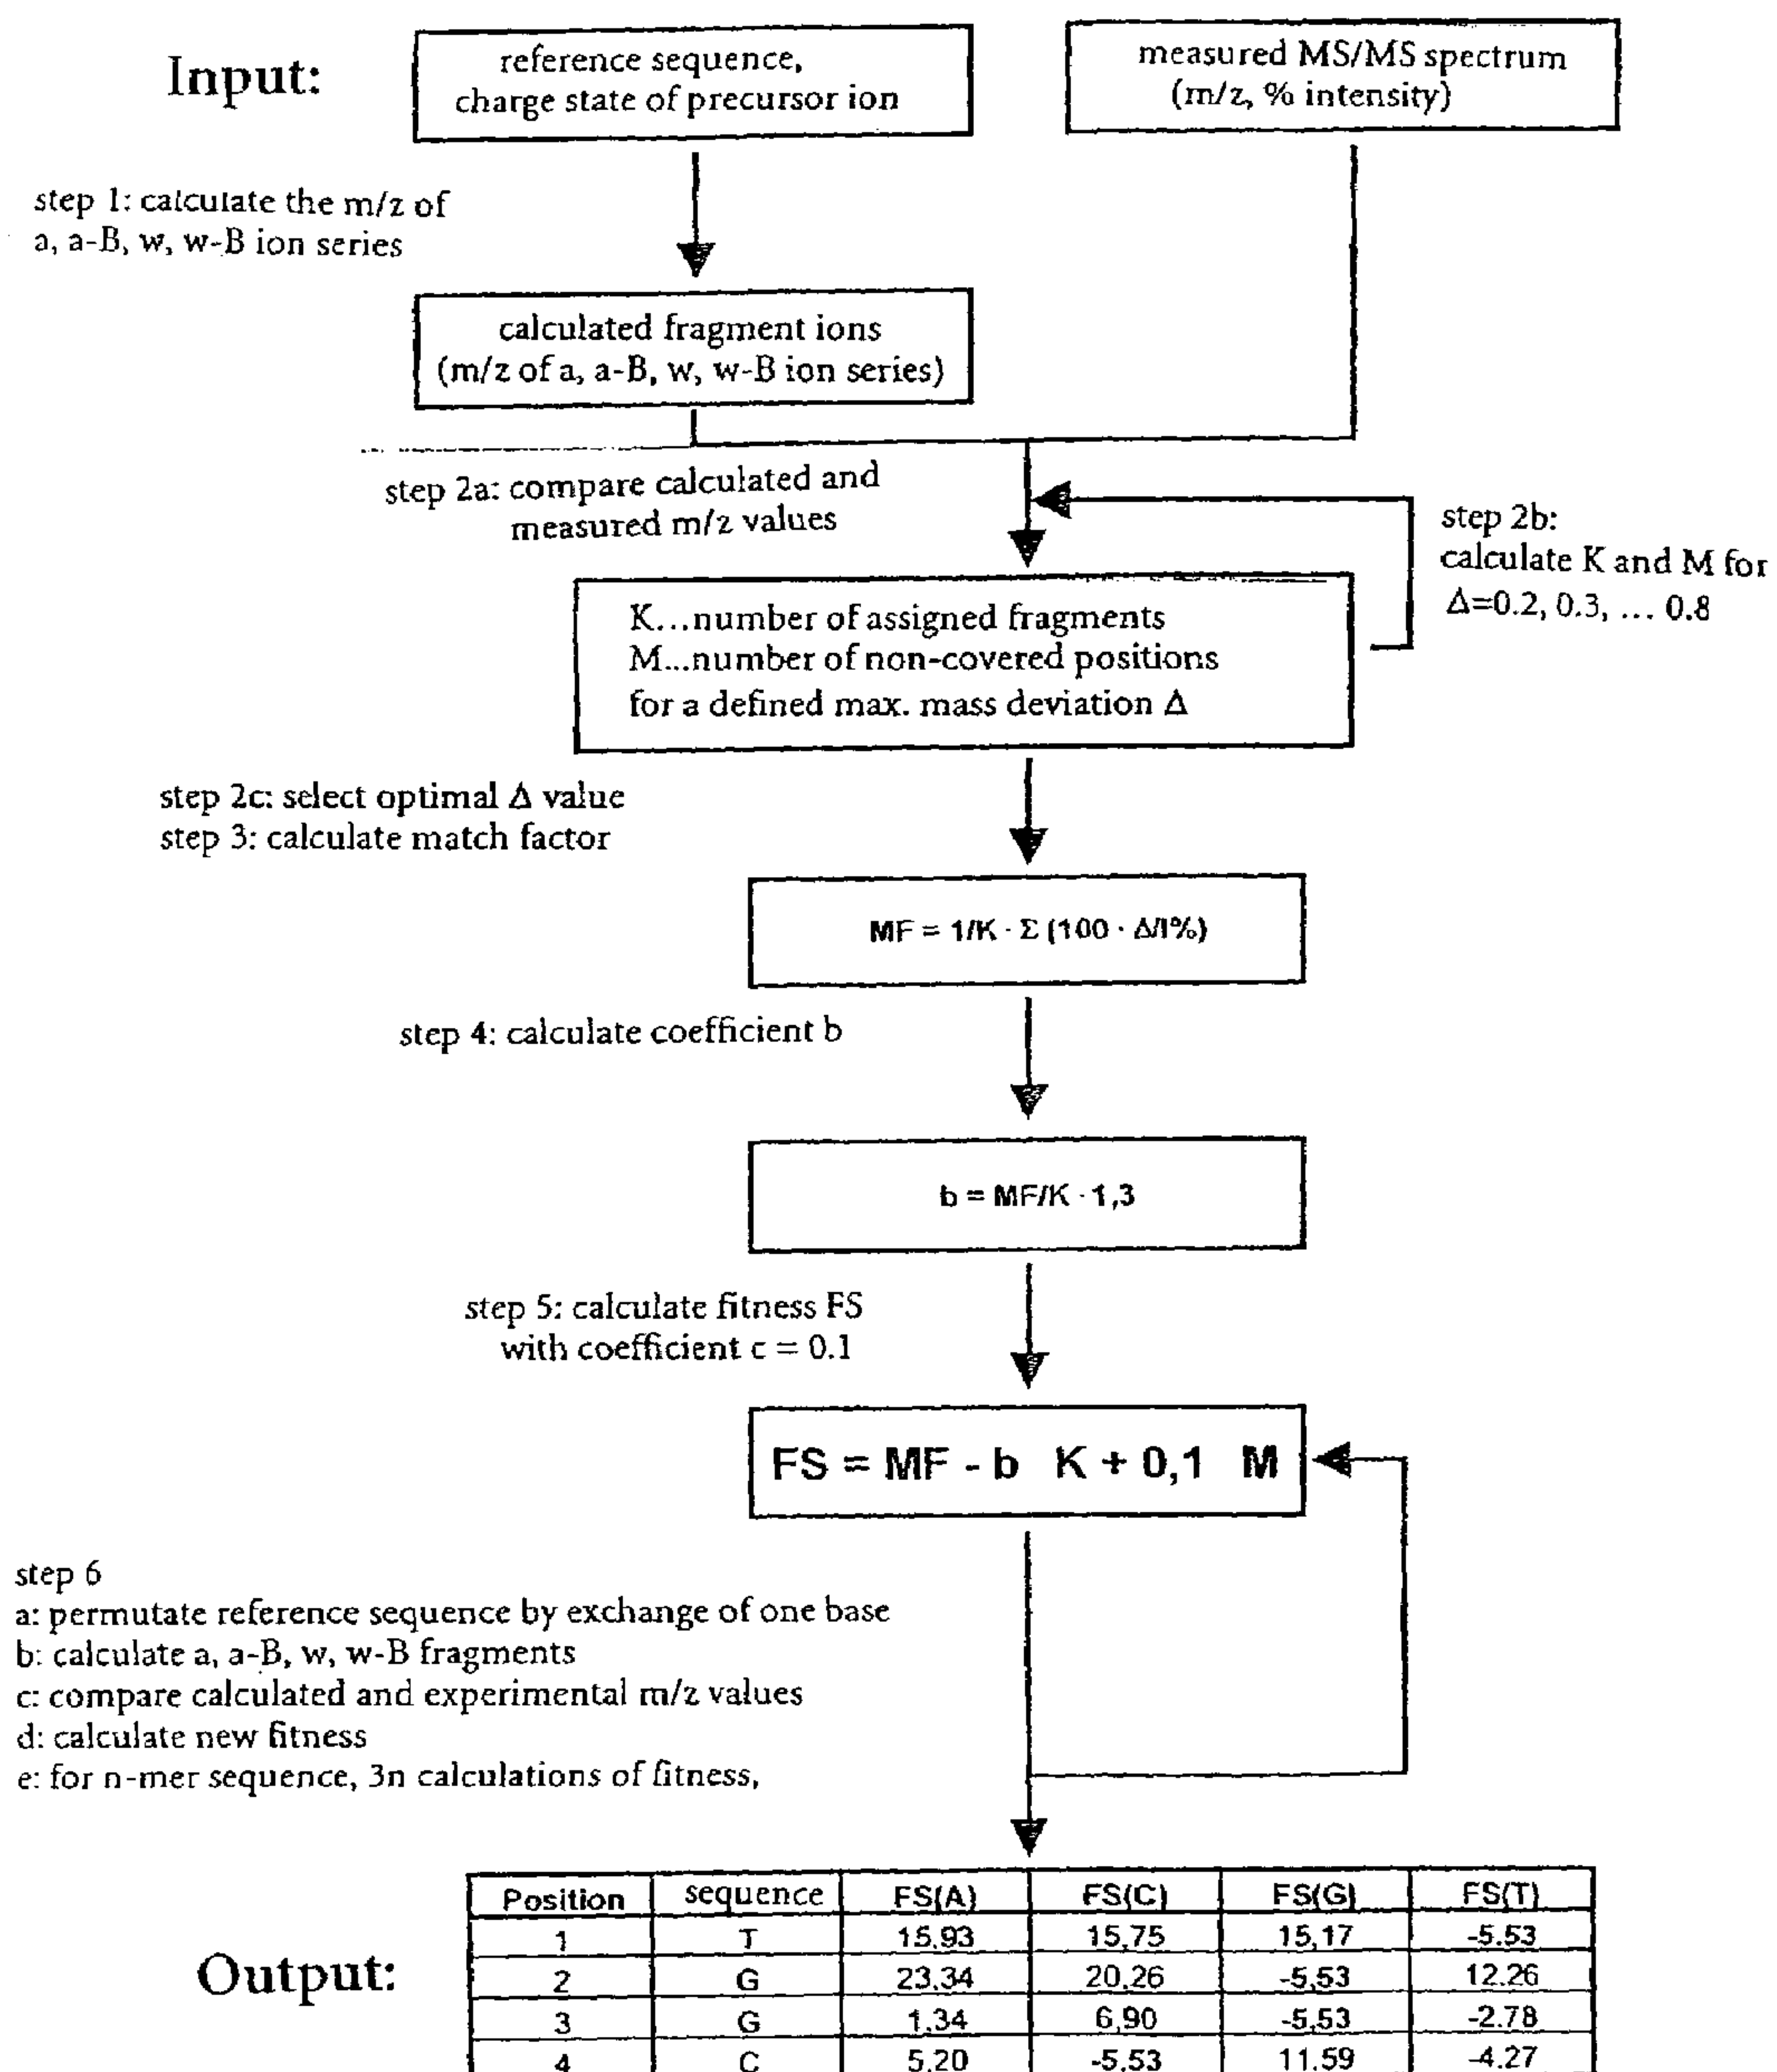 Input:
reference sequence,
charge state of precursor ion
measured MS/MS spectrum
(m/z, % intensity)
step 1: calculate the m/z of
a, a-B, w, w-B ion series
calculated fragment ions
(m/z of a, a-B, w, w-B ion series)
step 2a: compare calculated and
measured m/z values
step 2b:
calculate K and M for
Δ=0.2, 0.3, ... 0.8
K...number of assigned fragments
M...number of non-covered positions
for a defined max. mass deviation Δ
step 2c: select optimal Δ value
step 3: calculate match factor
MF = 1/K · Σ (100 · Δ/I%)
step 4: calculate coefficient b
b = MF/K · 1,3
step 5: calculate fitness FS
with coefficient c = 0.1
FS = MF - b K + 0,1 M
step 6
a: permutate reference sequence by exchange of one base
b: calculate a, a-B, w, w-B fragments
c: compare calculated and experimental m/z values
d: calculate new fitness
e: for n-mer sequence, 3n calculations of fitness,
Output:
Position sequence FS(A) FS(C) FS(G) FS(T)
1 T 15,93 15,75 15,17 -5.53
2 G 23,34 20,26 -5,53 12.26
3 G 1,34 6,90 -5,53 -2.78
4 C 5,20 -5,53 11,59 -4.27